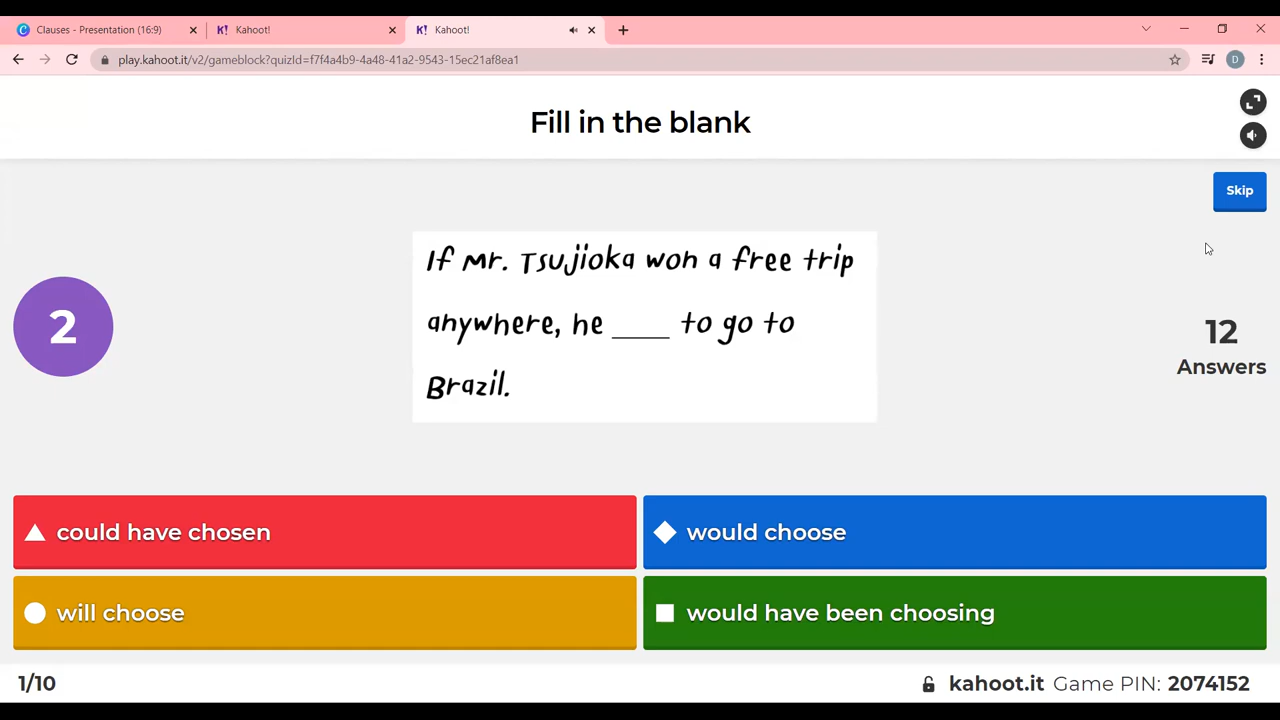 Clauses - Presentation (16:9)
Kahoot!
Kahoot!
play.kahoot.it/v2/gameblock?quizId=f7f4a4b9-4a48-41a2-9543-15ec21af8ea1
D
Fill in the blank
Skip
If Mr. Tsujioka won a free trip
anywhere, he ____ to go to
Brazil.
2
12
Answers
could have chosen
would choose
will choose
would have been choosing
1/10
kahoot.it Game PIN: 2074152